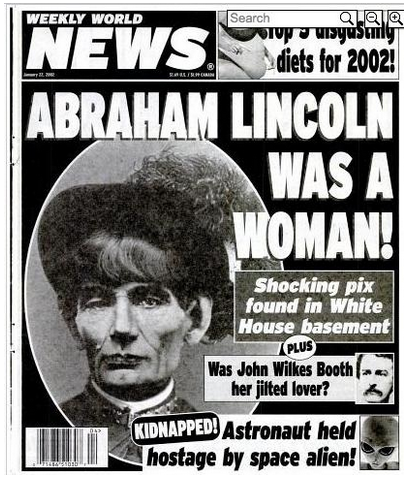 WEEKLY WORLD
NEWS®
January 22, 2002
$1.69 U.S. / $1.99 CANADA
Search
Top 5 disgusting
diets for 2002!
ABRAHAM LINCOLN
WAS A
WOMAN!
Shocking pix
found in White
House basement
PLUS
Was John Wilkes Booth
her jilted lover?
KIDNAPPED! Astronaut held
hostage by space alien!
04>